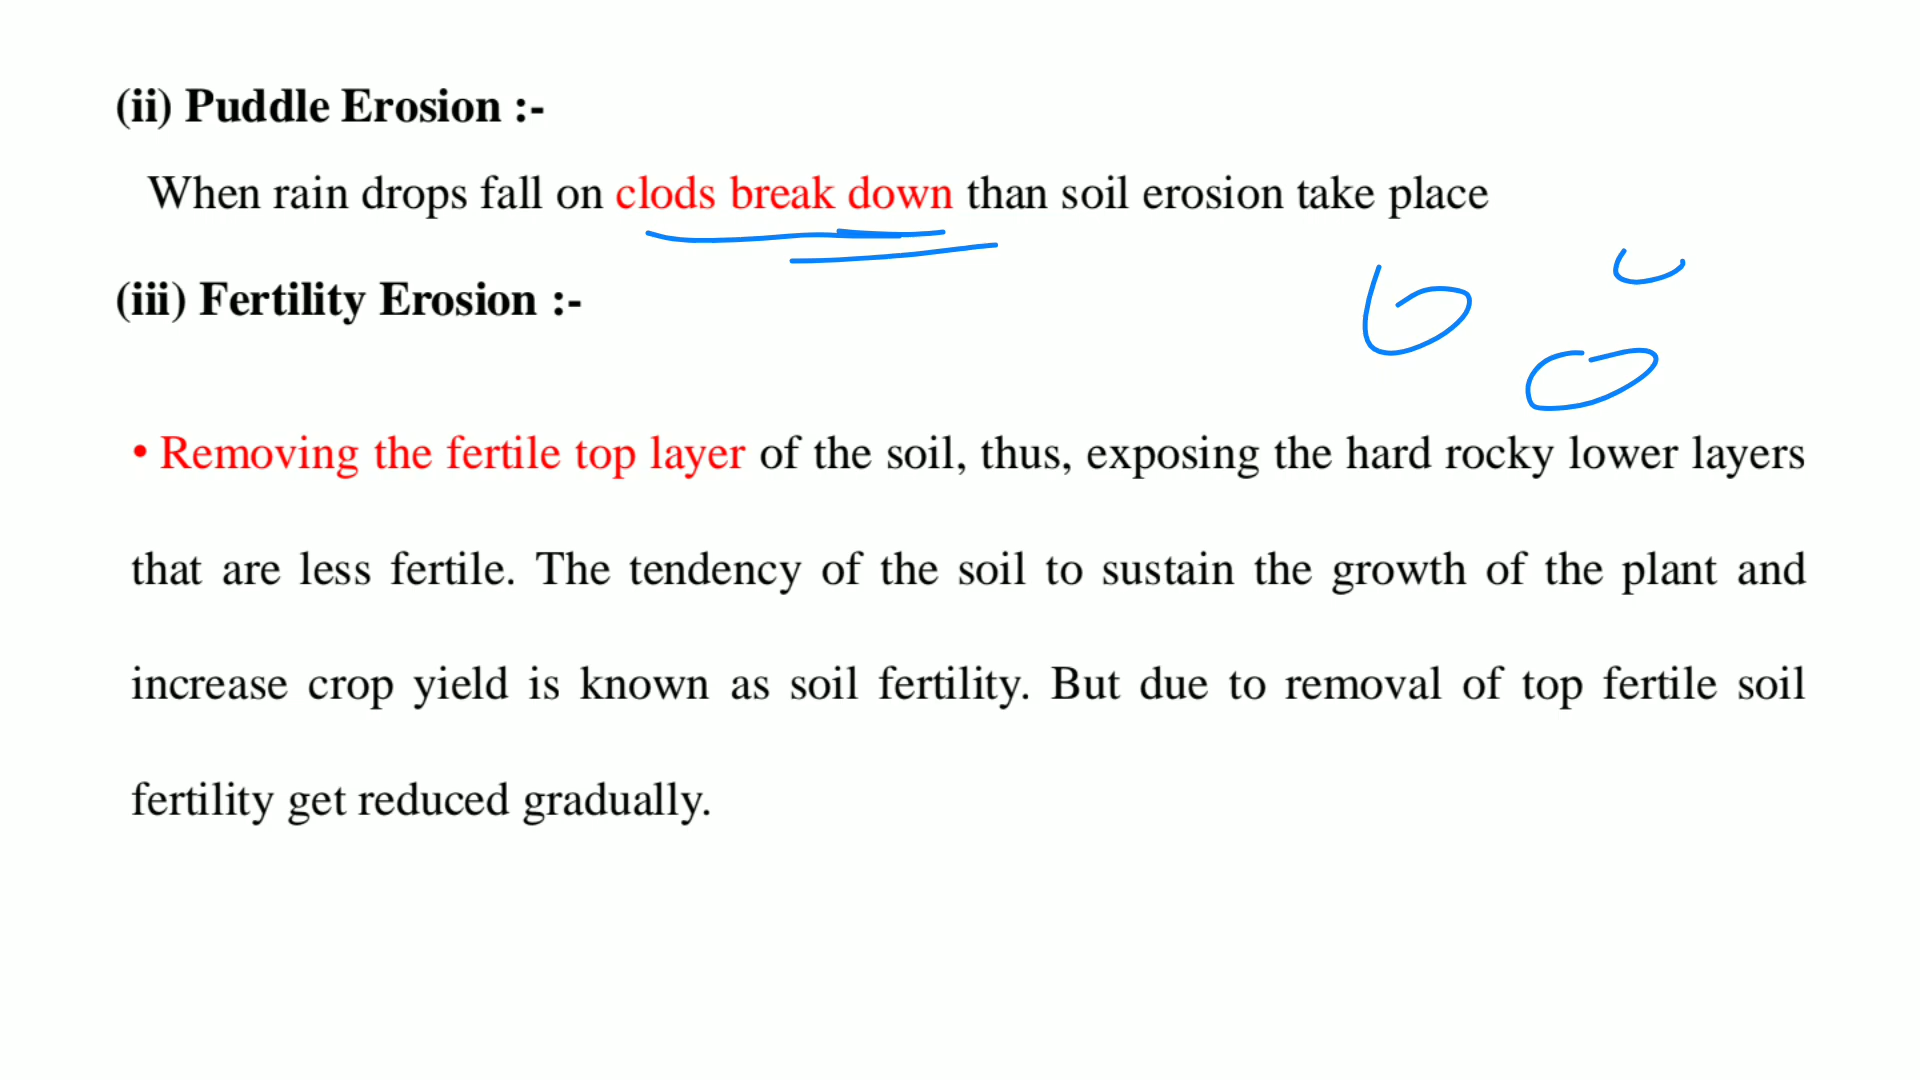 (ii) Puddle Erosion :-
When rain drops fall on clods break down than soil erosion take place
(iii) Fertility Erosion :-
• Removing the fertile top layer of the soil, thus, exposing the hard rocky lower layers
that are less fertile. The tendency of the soil to sustain the growth of the plant and
increase crop yield is known as soil fertility. But due to removal of top fertile soil
fertility get reduced gradually.